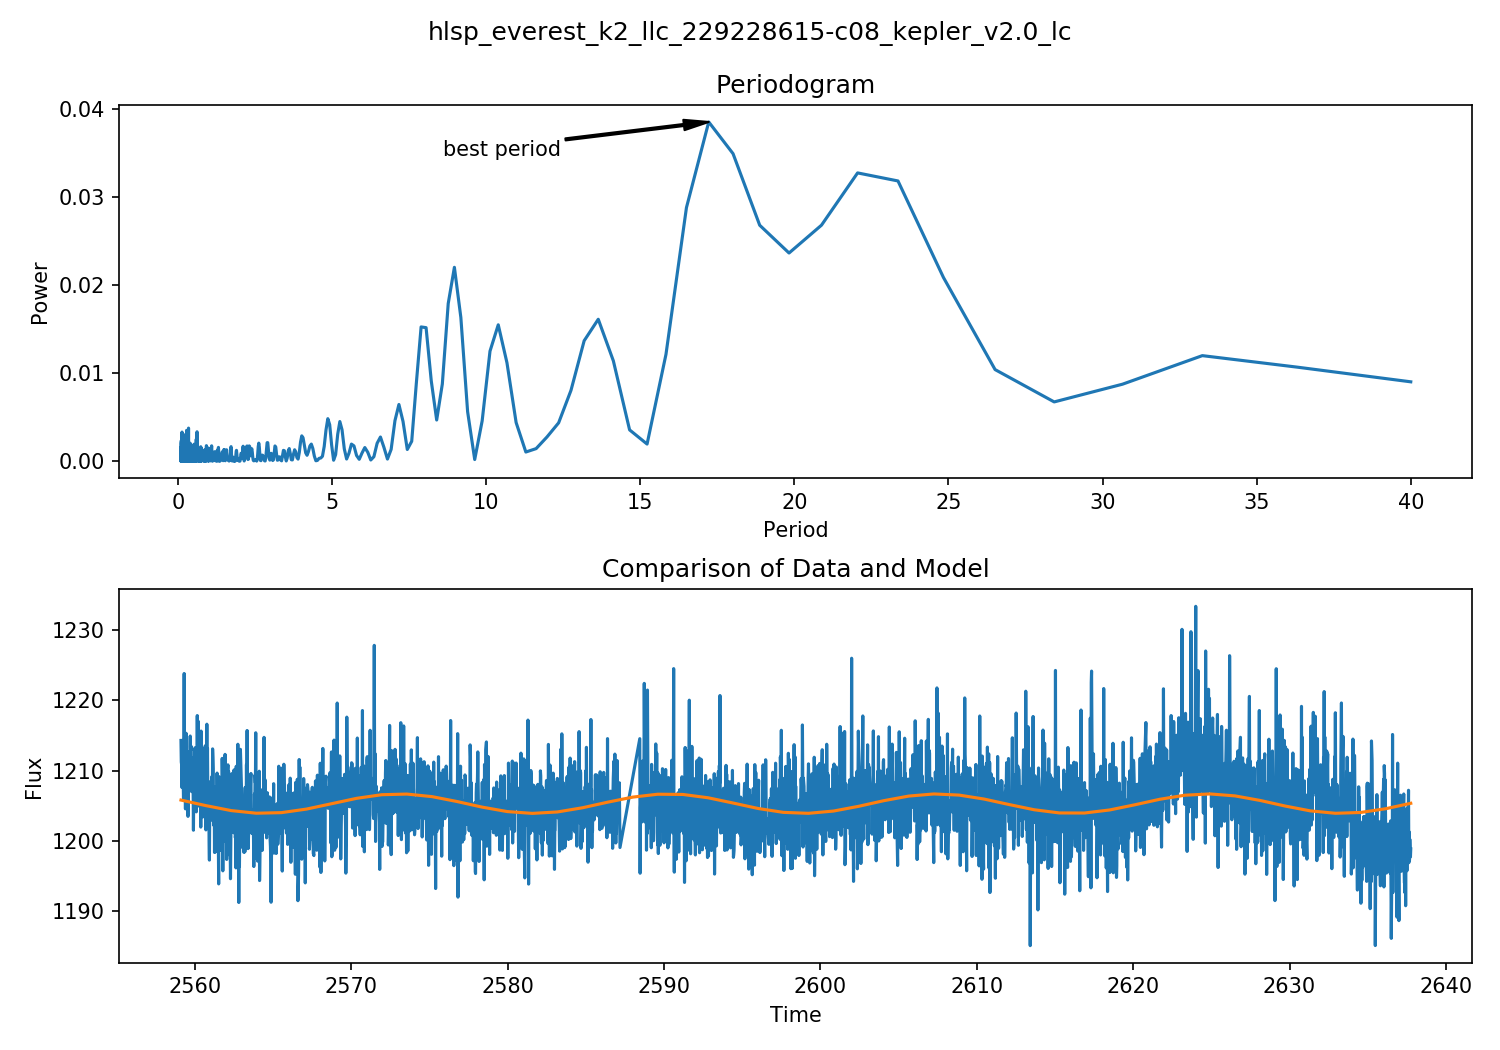 hlsp_everest_k2_llc_229228615-c08_kepler_v2.0_lc
Periodogram
0.04
0.03
0.02
0.01
0.00
Power
best period
0 5 10 15 20 25 30 35 40
Period
Comparison of Data and Model
1230
1220
1210
1200
1190
Flux
2560 2570 2580 2590 2600 2610 2620 2630 2640
Time